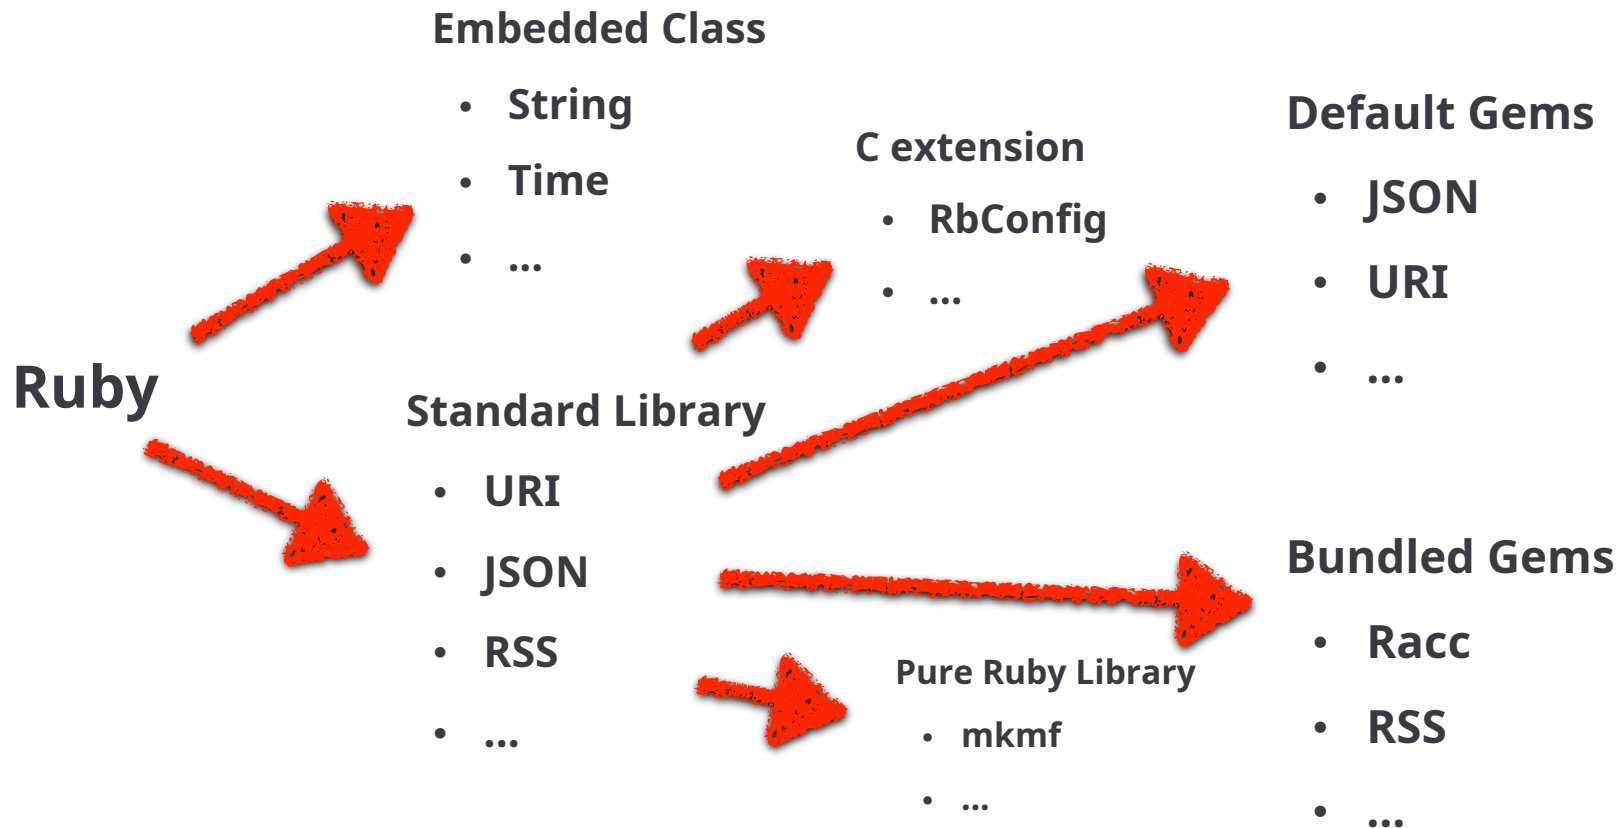 Ruby
Embedded Class
• String
• Time
• ...
Standard Library
• URI
• JSON
• RSS
• ...
C extension
• RbConfig
• ...
Pure Ruby Library
• mkmf
• ...
Default Gems
• JSON
• URI
• ...
Bundled Gems
• Racc
• RSS
• ...